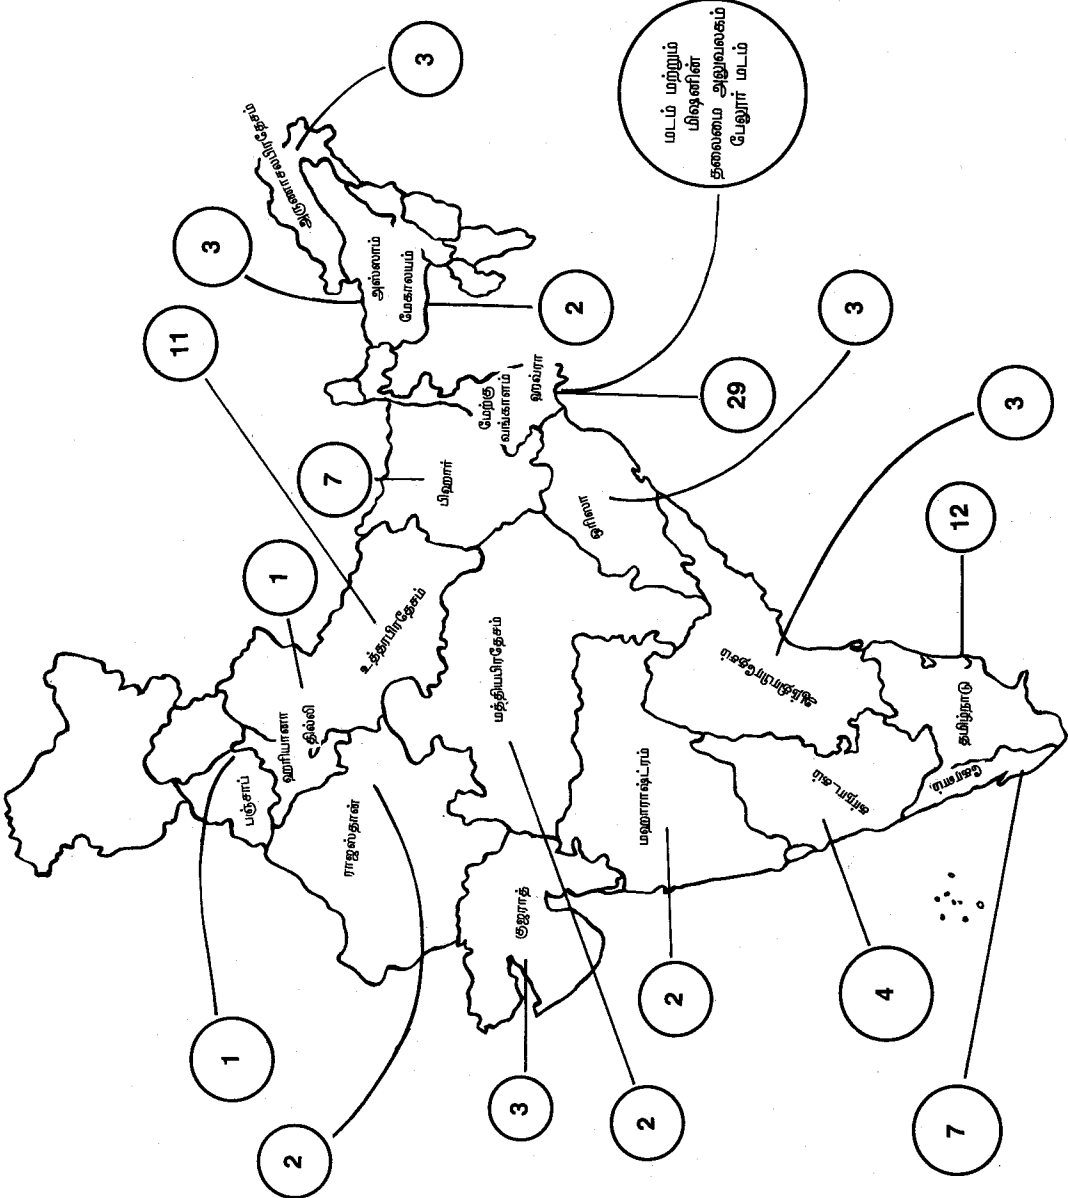 3
அருணாசலபிரதேசம்
மடம் மற்றும்
மிஷனின்
தலைமை அலுவலகம்
பேலூர் மடம்
3
அஸ்ஸாம்
மேகாலயம்
2
11
3
ஹவ்ரா
மேற்கு
வங்காளம்
29
3
7
பிஹார்
ஒரிஸா
12
1
உத்தரபிரதேசம்
மத்தியபிரதேசம்
ஆந்திரபிரதேசம்
தமிழ்நாடு
ஹரியானா
தில்லி
பஞ்சாப்
ராஜஸ்தான்
மஹாராஷ்ட்ரம்
கர்நாடகம்
கேரளாம்
குஜராத்
1
2
4
2
3
2
7